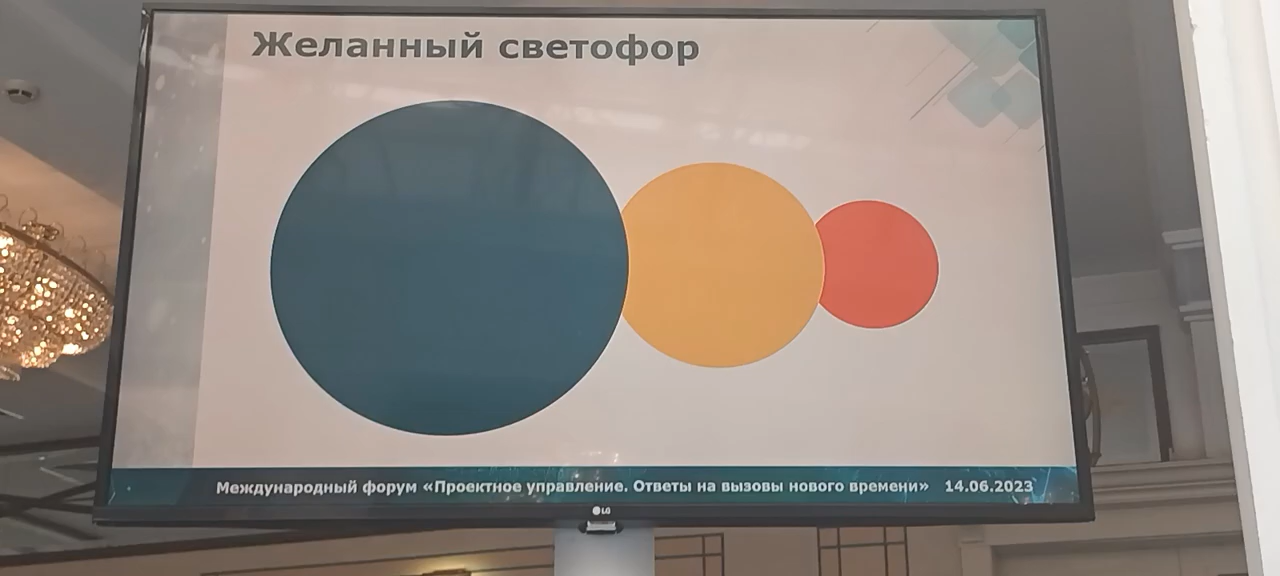 Желанный светофор
Международный форум «Проектное управление. Ответы на вызовы нового времени» 14.06.2023
LG